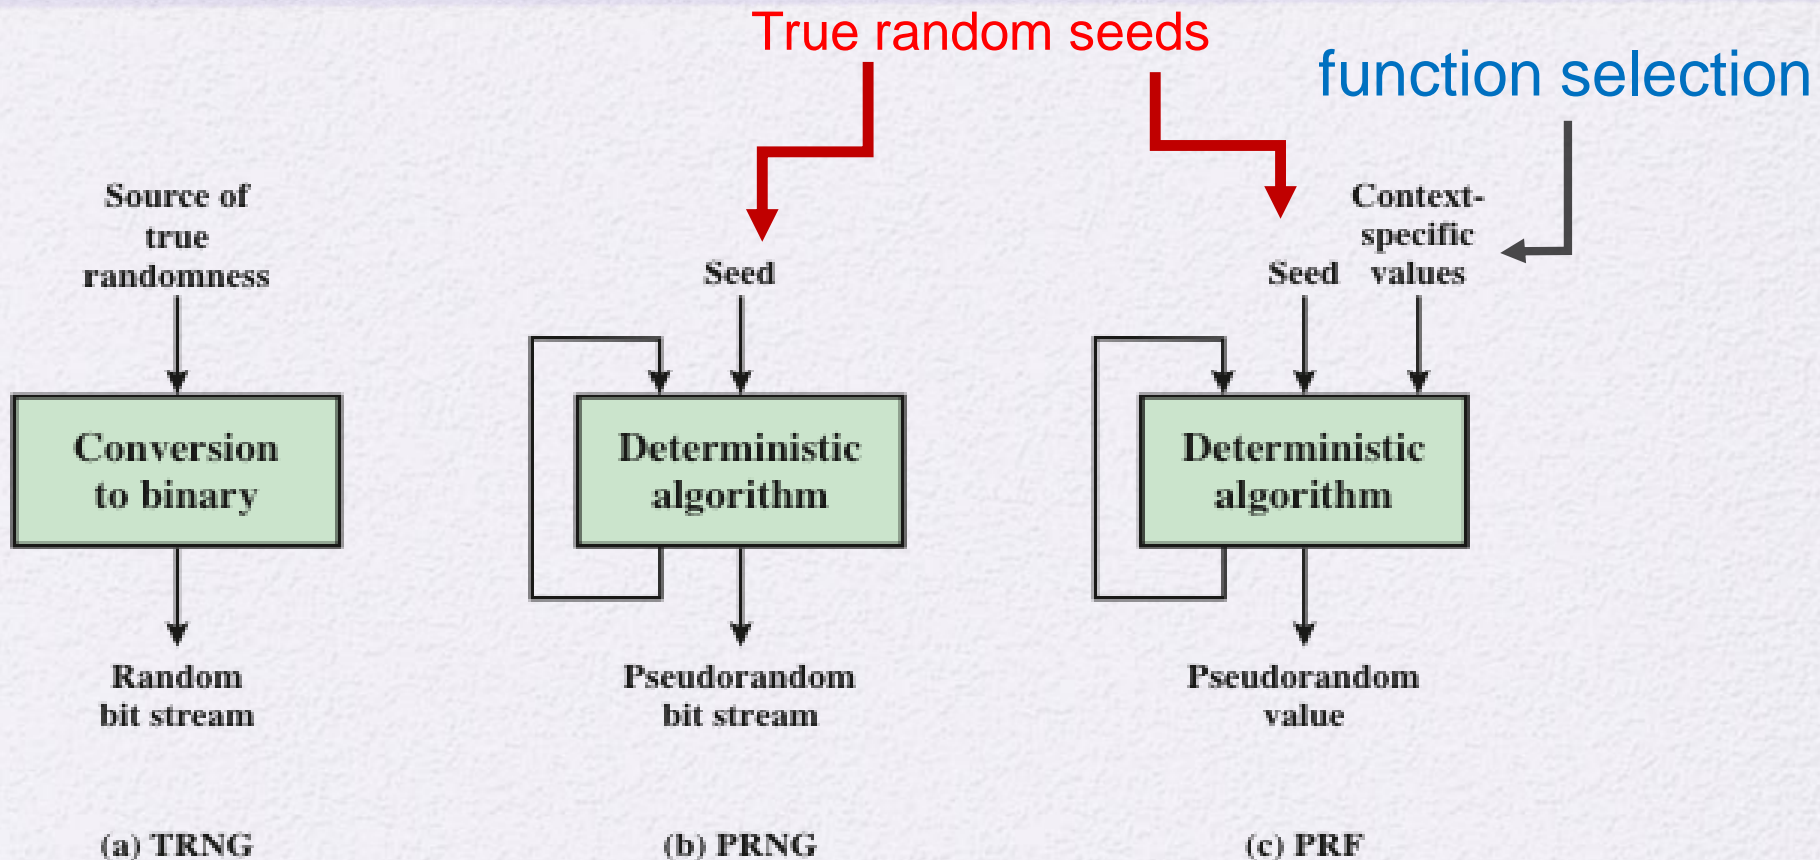 True random seeds
function selection
Source of
true
randomness
Conversion
to binary
Random
bit stream
(a) TRNG
Seed
Deterministic
algorithm
Pseudorandom
bit stream
(b) PRNG
Seed
Context-
specific
values
Deterministic
algorithm
Pseudorandom
value
(c) PRF